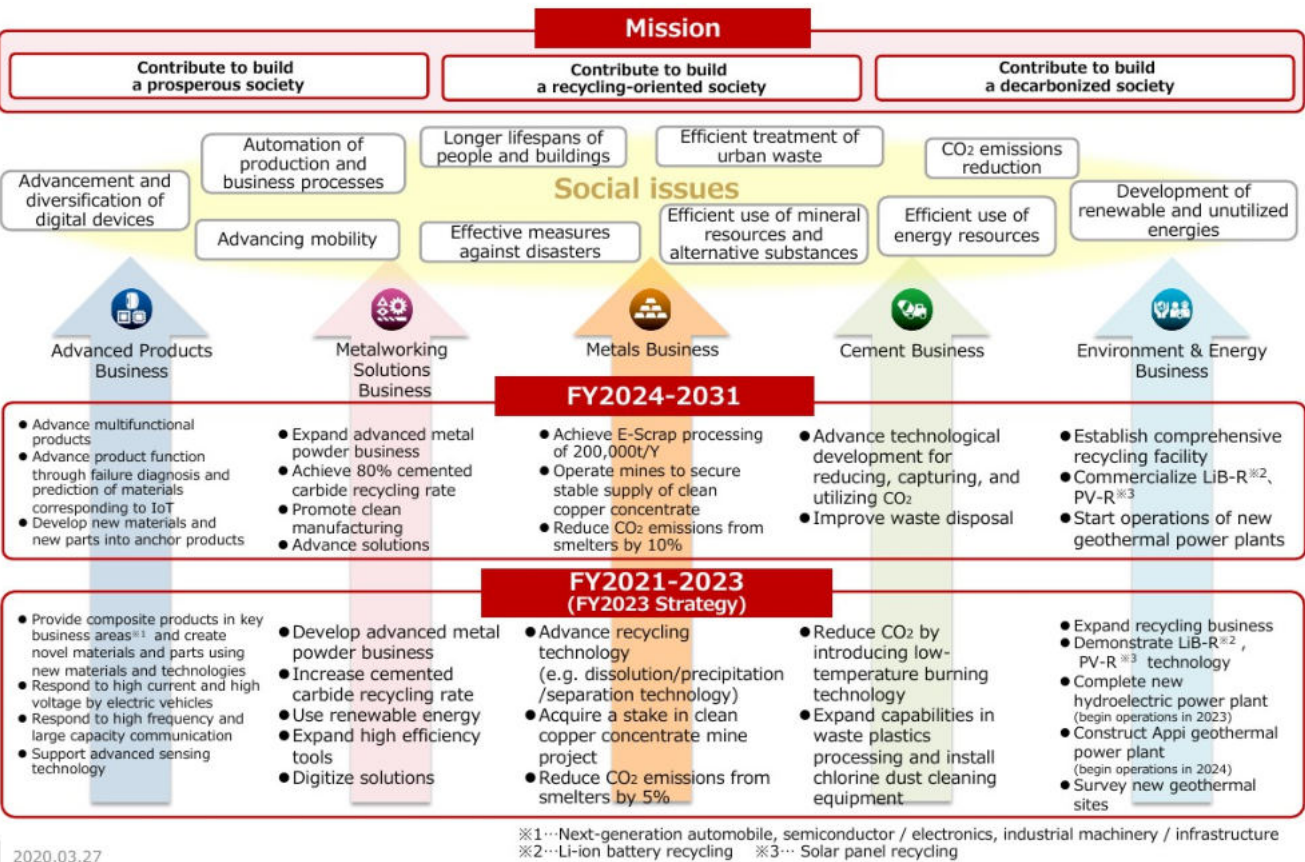 Mission
Contribute to build
a prosperous society
Contribute to build
a recycling-oriented society
Contribute to build
a decarbonized society
Social issues
Advancement and
diversification of
digital devices
Automation of
production and
business processes
Advancing mobility
Longer lifespans of
people and buildings
Effective measures
against disasters
Efficient treatment of
urban waste
Efficient use of mineral
resources and
alternative substances
CO₂ emissions
reduction
Efficient use of
energy resources
Development of
renewable and unutilized
energies
Advanced Products
Business
Metalworking
Solutions
Business
Metals Business
Cement Business
Environment & Energy
Business
FY2024-2031
● Advance multifunctional
products
● Advance product function
through failure diagnosis and
prediction of materials
corresponding to IoT
● Develop new materials and
new parts into anchor products
● Expand advanced metal
powder business
● Achieve 80% cemented
carbide recycling rate
● Promote clean
manufacturing
● Advance solutions
● Achieve E-Scrap processing
of 200,000t/Y
● Operate mines to secure
stable supply of clean
copper concentrate
● Reduce CO₂ emissions from
smelters by 10%
● Advance technological
development for
reducing, capturing, and
utilizing CO₂
● Improve waste disposal
● Establish comprehensive
recycling facility
● Commercialize LiB-R※2、
PV-R※3
● Start operations of new
geothermal power plants
FY2021-2023
(FY2023 Strategy)
● Provide composite products in key
business areas※1 and create
novel materials and parts using
new materials and technologies
● Respond to high current and high
voltage by electric vehicles
● Respond to high frequency and
large capacity communication
● Support advanced sensing
technology
● Develop advanced metal
powder business
● Increase cemented
carbide recycling rate
● Use renewable energy
● Expand high efficiency
tools
● Digitize solutions
● Advance recycling
technology
(e.g. dissolution/precipitation
/separation technology)
● Acquire a stake in clean
copper concentrate mine
project
● Reduce CO₂ emissions from
smelters by 5%
● Reduce CO₂ by
introducing low-
temperature burning
technology
● Expand capabilities in
waste plastics
processing and install
chlorine dust cleaning
equipment
● Expand recycling business
● Demonstrate LiB-R※2 ,
PV-R※3 technology
● Complete new
hydroelectric power plant
(begin operations in 2023)
● Construct Appi geothermal
power plant
(begin operations in 2024)
● Survey new geothermal
sites
※1…Next-generation automobile, semiconductor / electronics, industrial machinery / infrastructure
※2…Li-ion battery recycling ※3… Solar panel recycling
2020.03.27